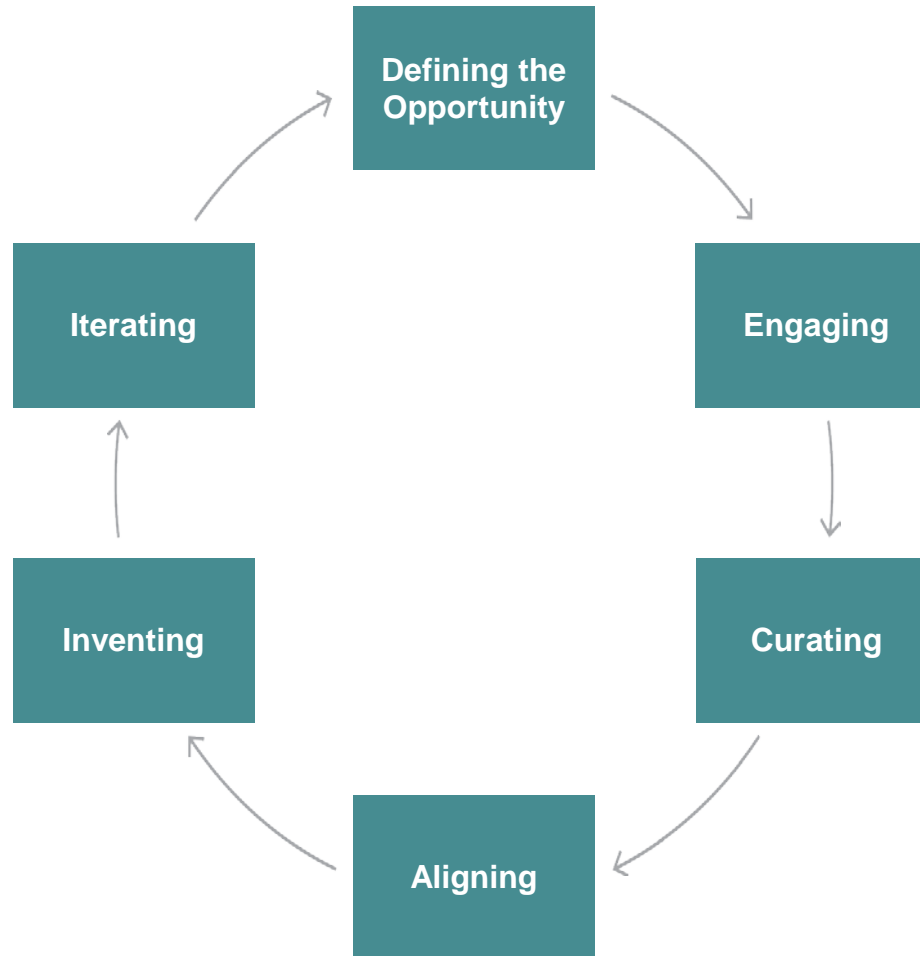 Defining the
Opportunity
Engaging
Curating
Aligning
Inventing
Iterating